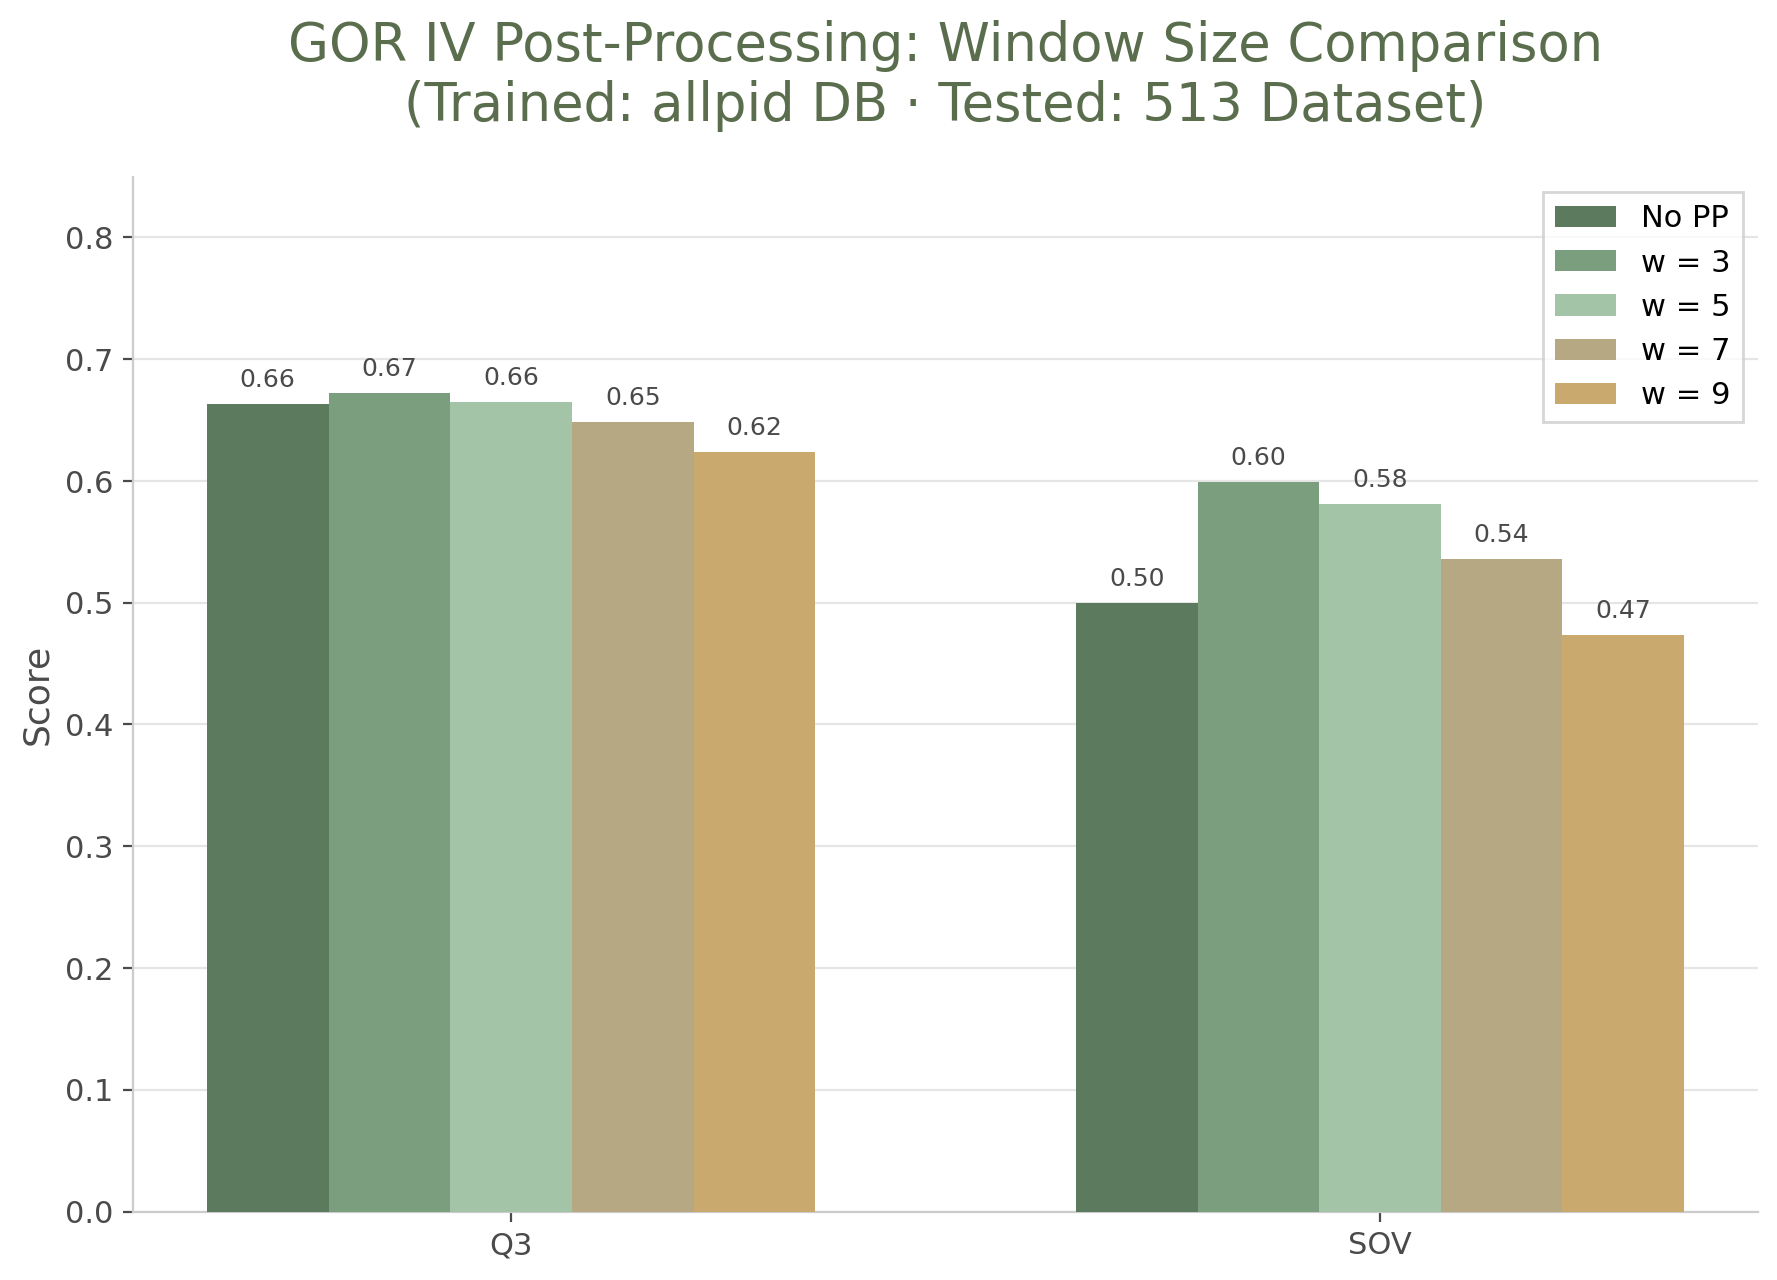 GOR IV Post-Processing: Window Size Comparison
(Trained: allpid DB · Tested: 513 Dataset)
Score
0.8
0.7
0.6
0.5
0.4
0.3
0.2
0.1
0.0
No PP
w = 3
w = 5
w = 7
w = 9
0.66
0.67
0.66
0.65
0.62
0.50
0.60
0.58
0.54
0.47
Q3
SOV